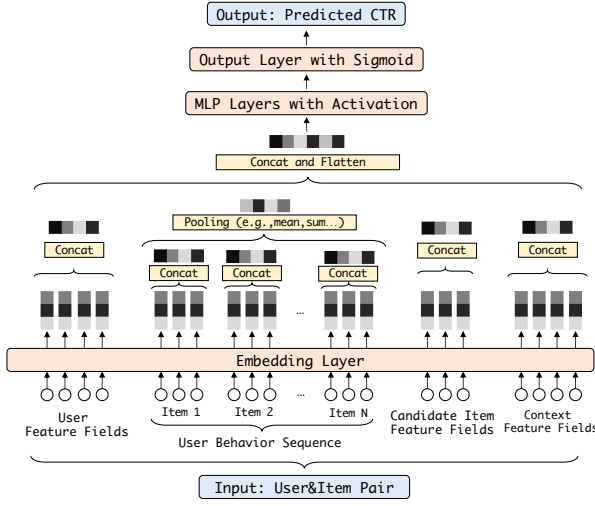 Output: Predicted CTR
Output Layer with Sigmoid
MLP Layers with Activation
Concat and Flatten
Pooling (e.g.,mean,sum…)
Concat
Concat
Concat
Concat
Concat
Concat
...
Embedding Layer
...
User
Feature Fields
Item 1
Item 2
Item N
Candidate Item
Feature Fields
Context
Feature Fields
User Behavior Sequence
Input: User&Item Pair